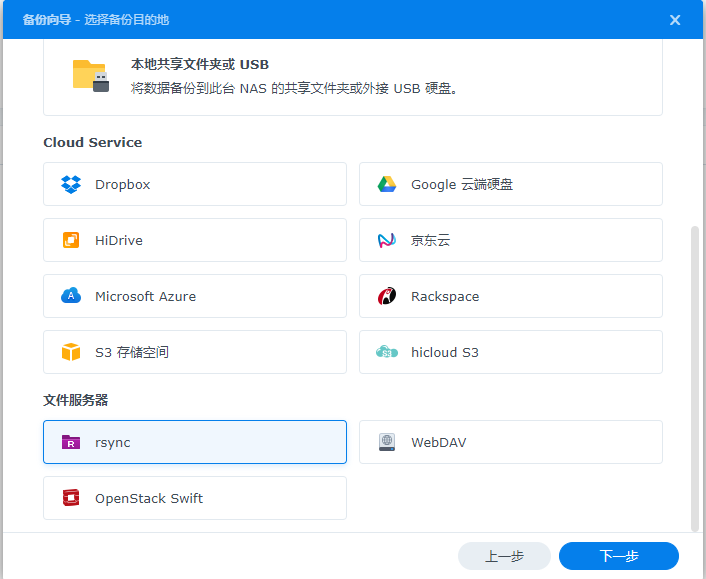 备份向导 - 选择备份目的地
本地共享文件夹或 USB
将数据备份到此台 NAS 的共享文件夹或外接 USB 硬盘。
Cloud Service
Dropbox
Google 云端硬盘
HiDrive
京东云
Microsoft Azure
Rackspace
S3 存储空间
hicloud S3
文件服务器
rsync
WebDAV
OpenStack Swift
上一步
下一步